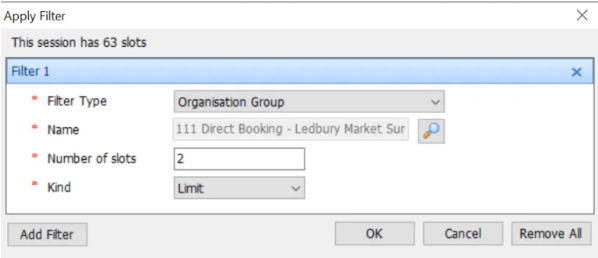 Apply Filter
This session has 63 slots
Filter 1
* Filter Type Organisation Group
* Name 111 Direct Booking - Ledbury Market Sur
* Number of slots 2
* Kind Limit
Add Filter OK Cancel Remove All